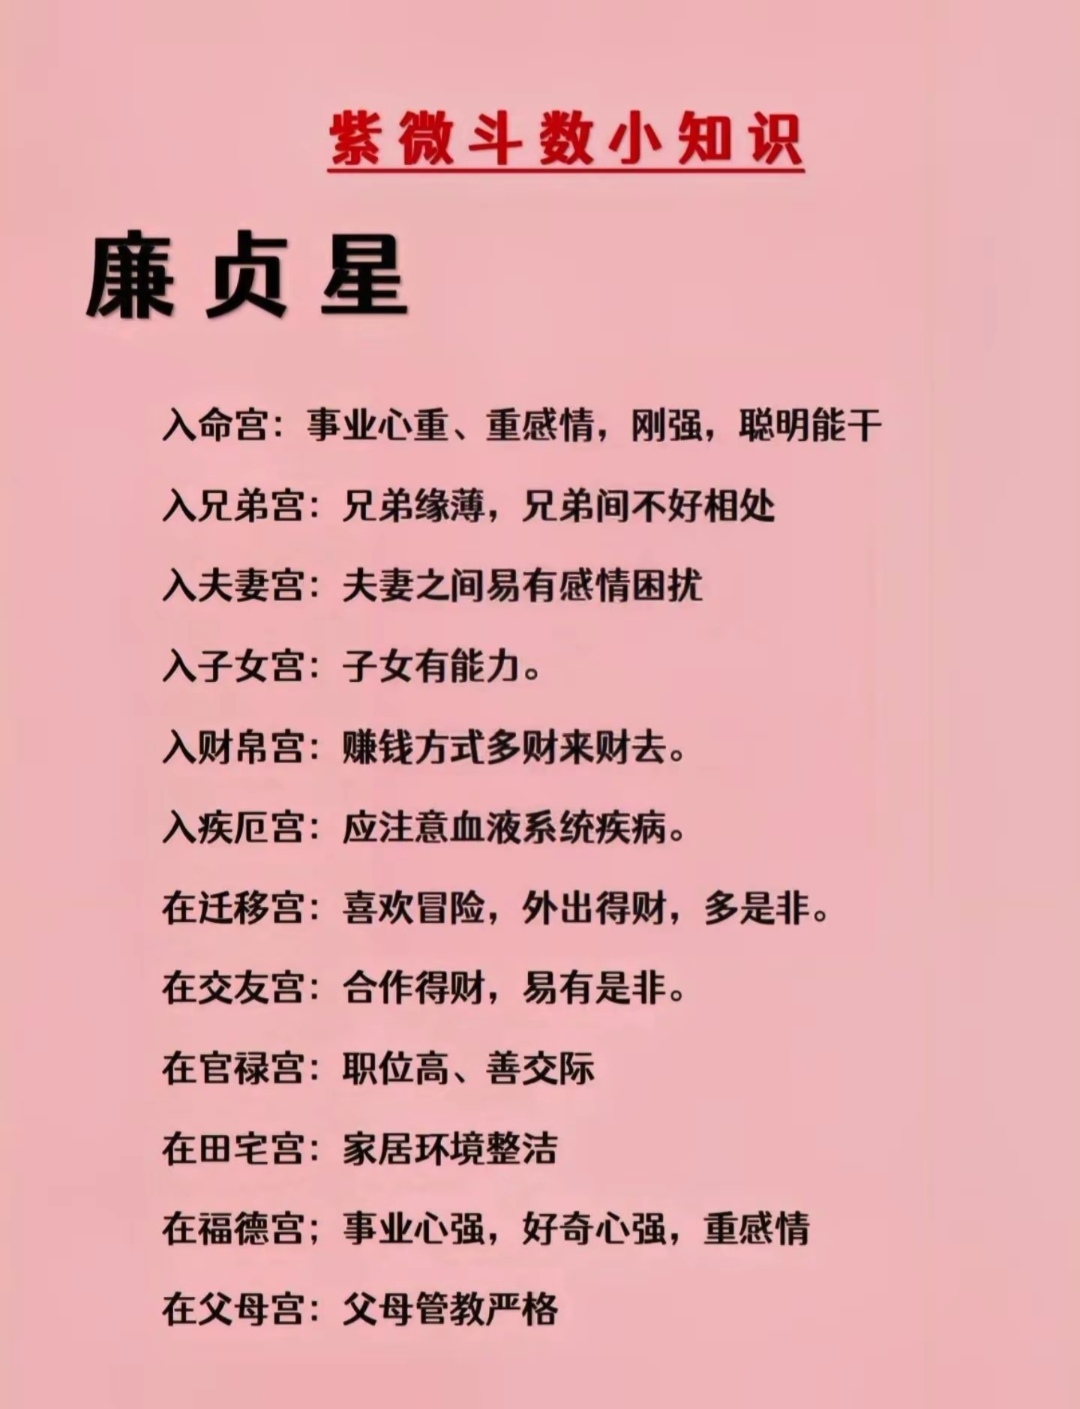 紫微斗数小知识
廉贞星
入命宫：事业心重、重感情，刚强，聪明能干
入兄弟宫：兄弟缘薄，兄弟间不好相处
入夫妻宫：夫妻之间易有感情困扰
入子女宫：子女有能力。
入财帛宫：赚钱方式多财来财去。
入疾厄宫：应注意血液系统疾病。
在迁移宫：喜欢冒险，外出得财，多是非。
在交友宫：合作得财，易有是非。
在官禄宫：职位高、善交际
在田宅宫：家居环境整洁
在福德宫；事业心强，好奇心强，重感情
在父母宫：父母管教严格